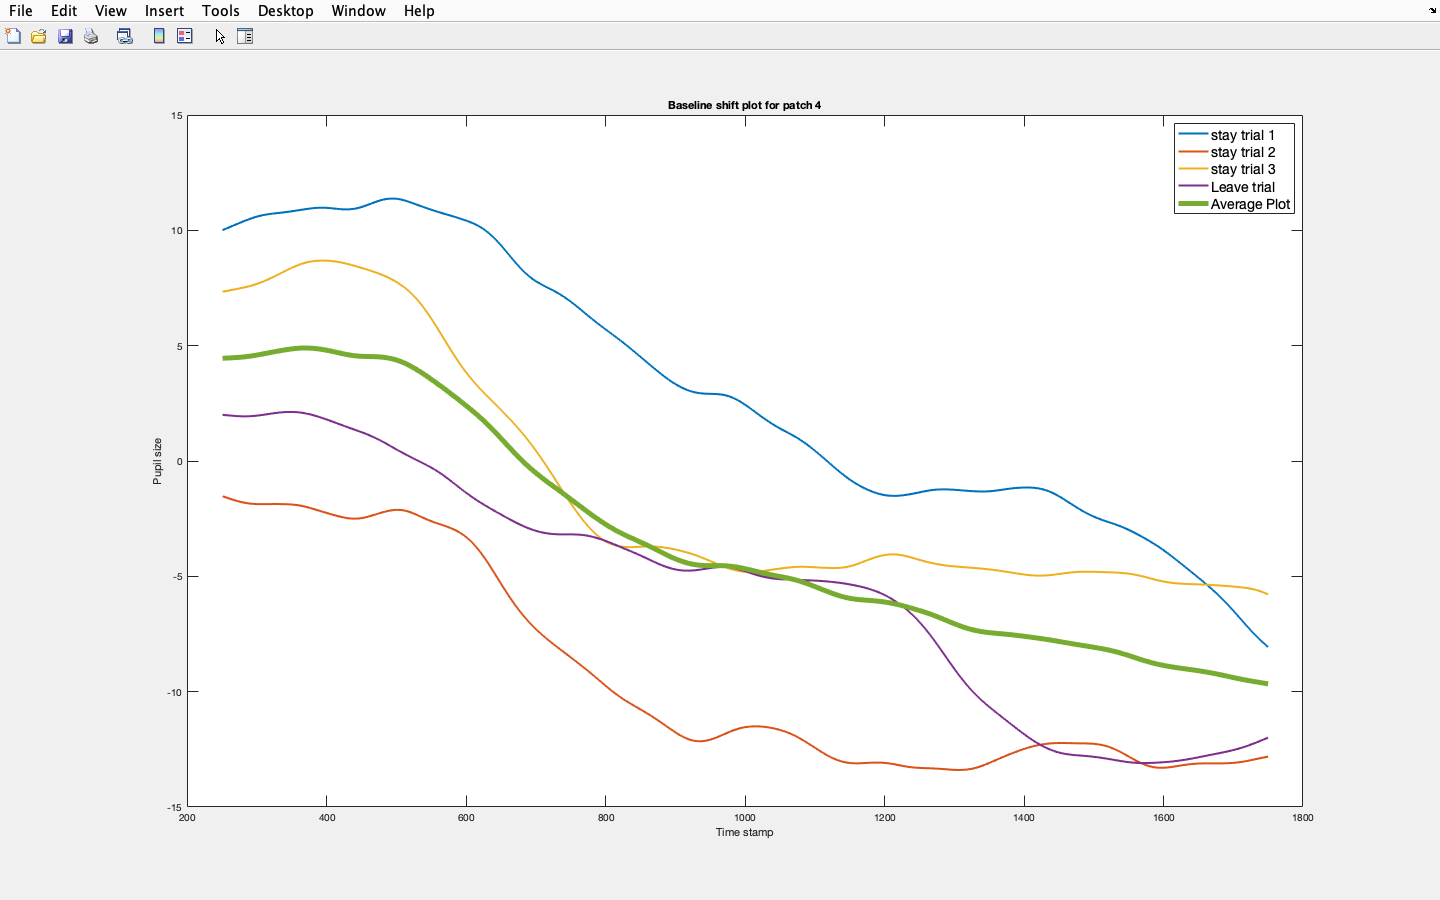 File Edit View Insert Tools Desktop Window Help
Baseline shift plot for patch 4
15
10
5
0
-5
-10
-15
Pupil size
stay trial 1
stay trial 2
stay trial 3
Leave trial
Average Plot
200 400 600 800 1000 1200 1400 1600 1800
Time stamp